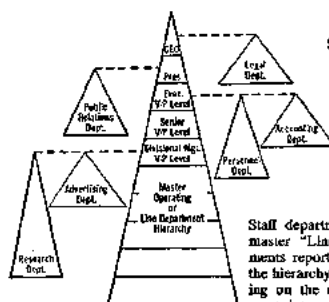 CEO
Pres.
Exec.
V-P Level
Senior
V-P Level
Divisional Mgr.
V-P Level
Master
Operating
or
Line Department
Hierarchy
Legal
Dept.
Public
Relations
Dept.
Accounting
Dept.
Personnel
Dept.
Advertising
Dept.
Research
Dept.
S
Staff departm
master "Lin
ments report
the hierarchy
ing on the